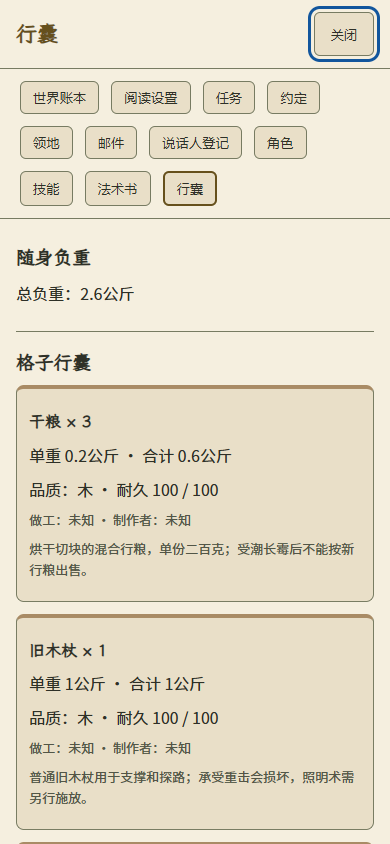 行囊
关闭
世界账本 阅读设置 任务 约定
领地 邮件 说话人登记 角色
技能 法术书 行囊
随身负重
总负重：2.6公斤
格子行囊
干粮 × 3
单重 0.2公斤 · 合计 0.6公斤
品质：木 · 耐久 100 / 100
做工：未知 · 制作者：未知
烘干切块的混合行粮，单份二百克；受潮长霉后不能按新
行粮出售。
旧木杖 × 1
单重 1公斤 · 合计 1公斤
品质：木 · 耐久 100 / 100
做工：未知 · 制作者：未知
普通旧木杖用于支撑和探路；承受重击会损坏，照明术需
另行施放。